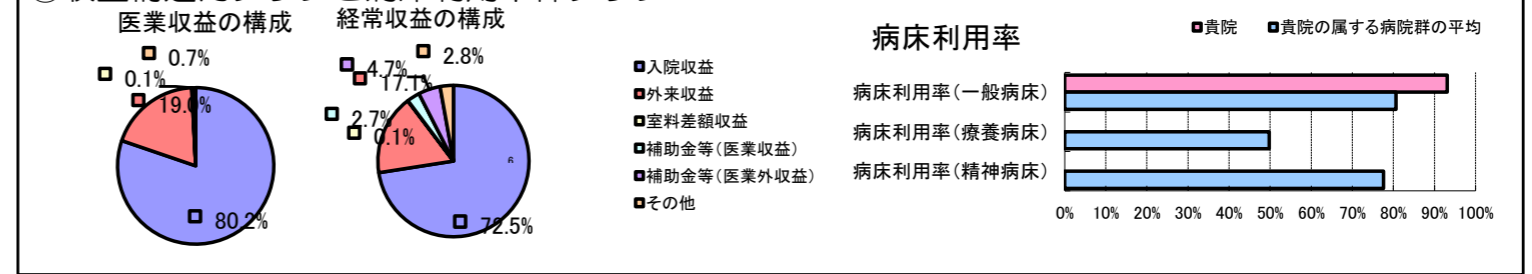 医業収益の構成
0.7%
0.1%
19.0%
80.2%
経常収益の構成
2.8%
4.7%
17.1%
2.7%
0.1%
72.5%
入院収益
外来収益
室料差額収益
補助金等(医業収益)
補助金等(医業外収益)
その他
病床利用率
貴院
貴院の属する病院群の平均
病床利用率(一般病床)
病床利用率(療養病床)
病床利用率(精神病床)
0% 10% 20% 30% 40% 50% 60% 70% 80% 90% 100%